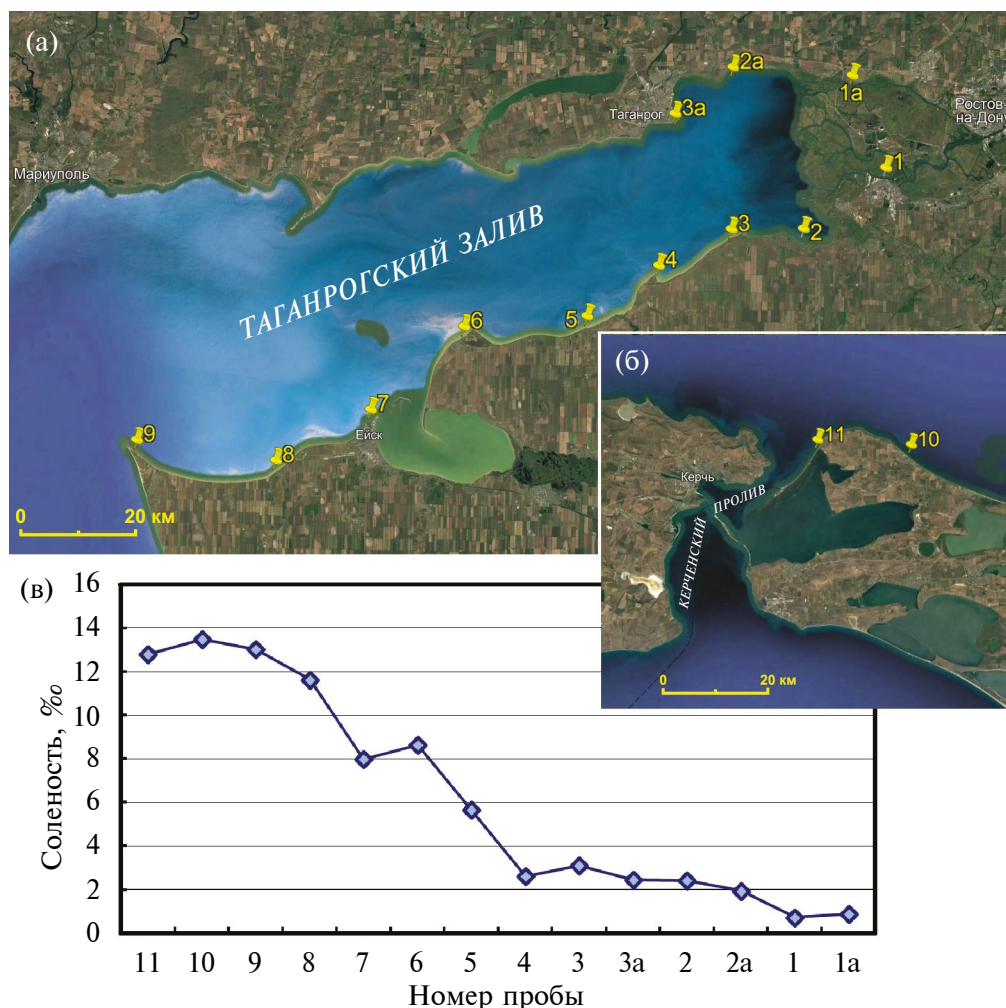 (а)
2а
1а
3а
Таганрог
Ростов-
на-Дону
Мариуполь
1
ТАГАНРОГСКИЙ ЗАЛИВ
3
2
4
5
6
7
Ейск
8
9
0 20 км
(б)
11
10
Керчь
КЕРЧЕНСКИЙ ПРОЛИВ
0 20 км
(в)
Соленость, ‰
16
14
12
10
8
6
4
2
0
11 10 9 8 7 6 5 4 3 3а 2 2а 1 1а
Номер пробы